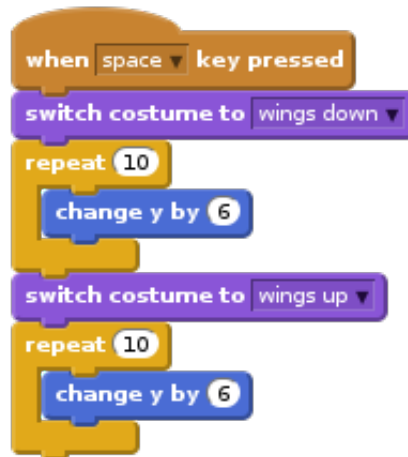 when space key pressed
switch costume to wings down
repeat 10
change y by 6
switch costume to wings up
repeat 10
change y by 6